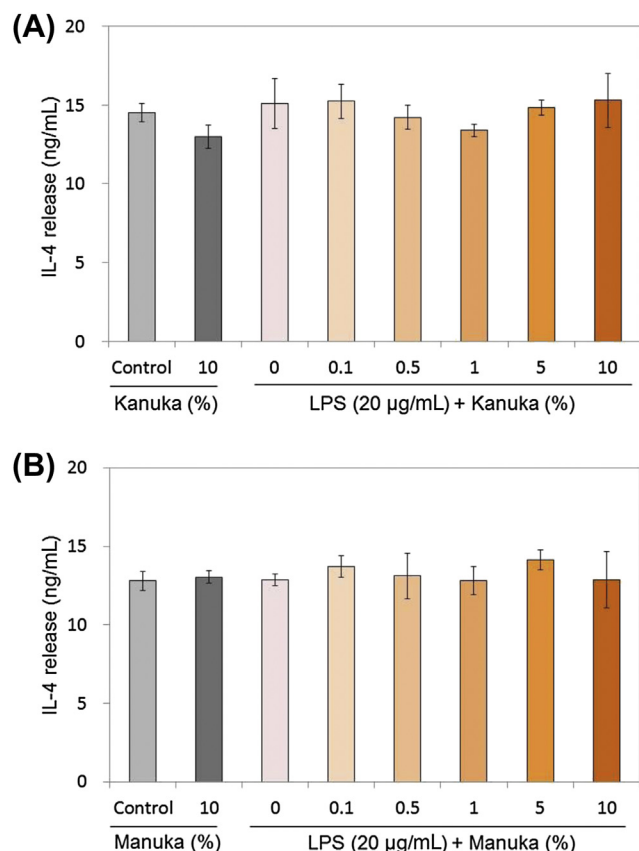 (A)
20
15
10
5
0
IL-4 release (ng/mL)
Control 10 0 0.1 0.5 1 5 10
Kanuka (%) LPS (20 µg/mL) + Kanuka (%)
(B)
20
15
10
5
0
IL-4 release (ng/mL)
Control 10 0 0.1 0.5 1 5 10
Manuka (%) LPS (20 µg/mL) + Manuka (%)